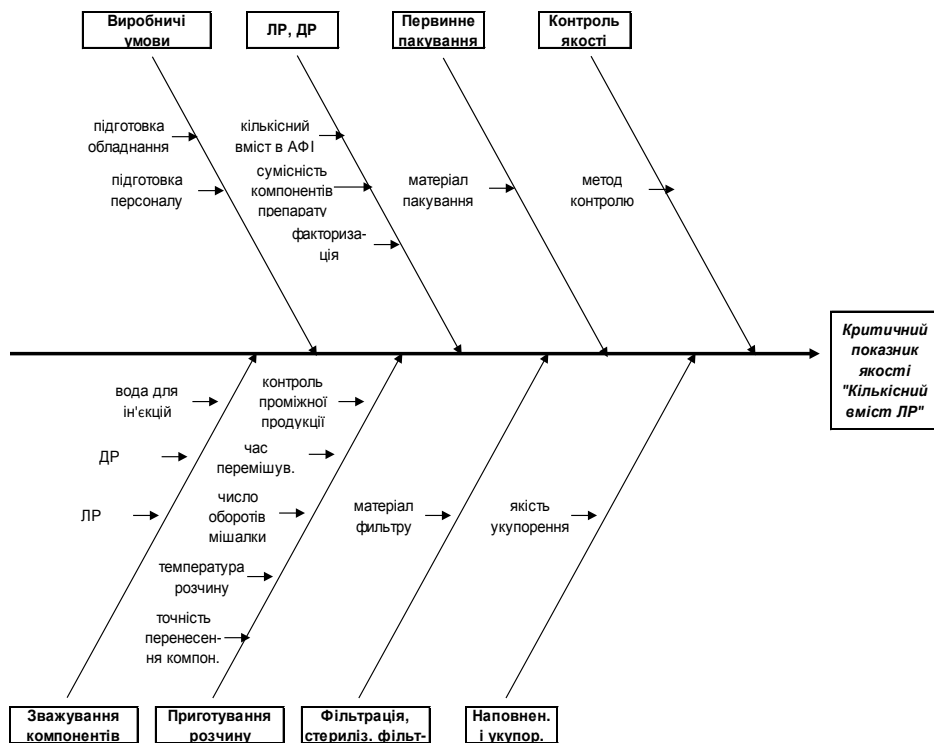 Виробничі
умови
ЛР, ДР
Первинне
пакування
Контроль
якості
підготовка
обладнання
підготовка
персоналу
кількісний
вміст в АФІ
сумісність
компонентів
препарату
факториза-
ція
матеріал
пакування
метод
контролю
Критичний
показник
якості
"Кількісний
вміст ЛР"
вода для
ін'єкцій
ДР
ЛР
контроль
проміжної
продукції
час
перемішув.
число
оборотів
мішалки
температура
розчину
точність
перенесен-
ня компон.
матеріал
фильтру
якість
укупорення
Зважування
компонентів
Приготування
розчину
Фільтрація,
стериліз. фільт-
Наповнен.
і укупор.